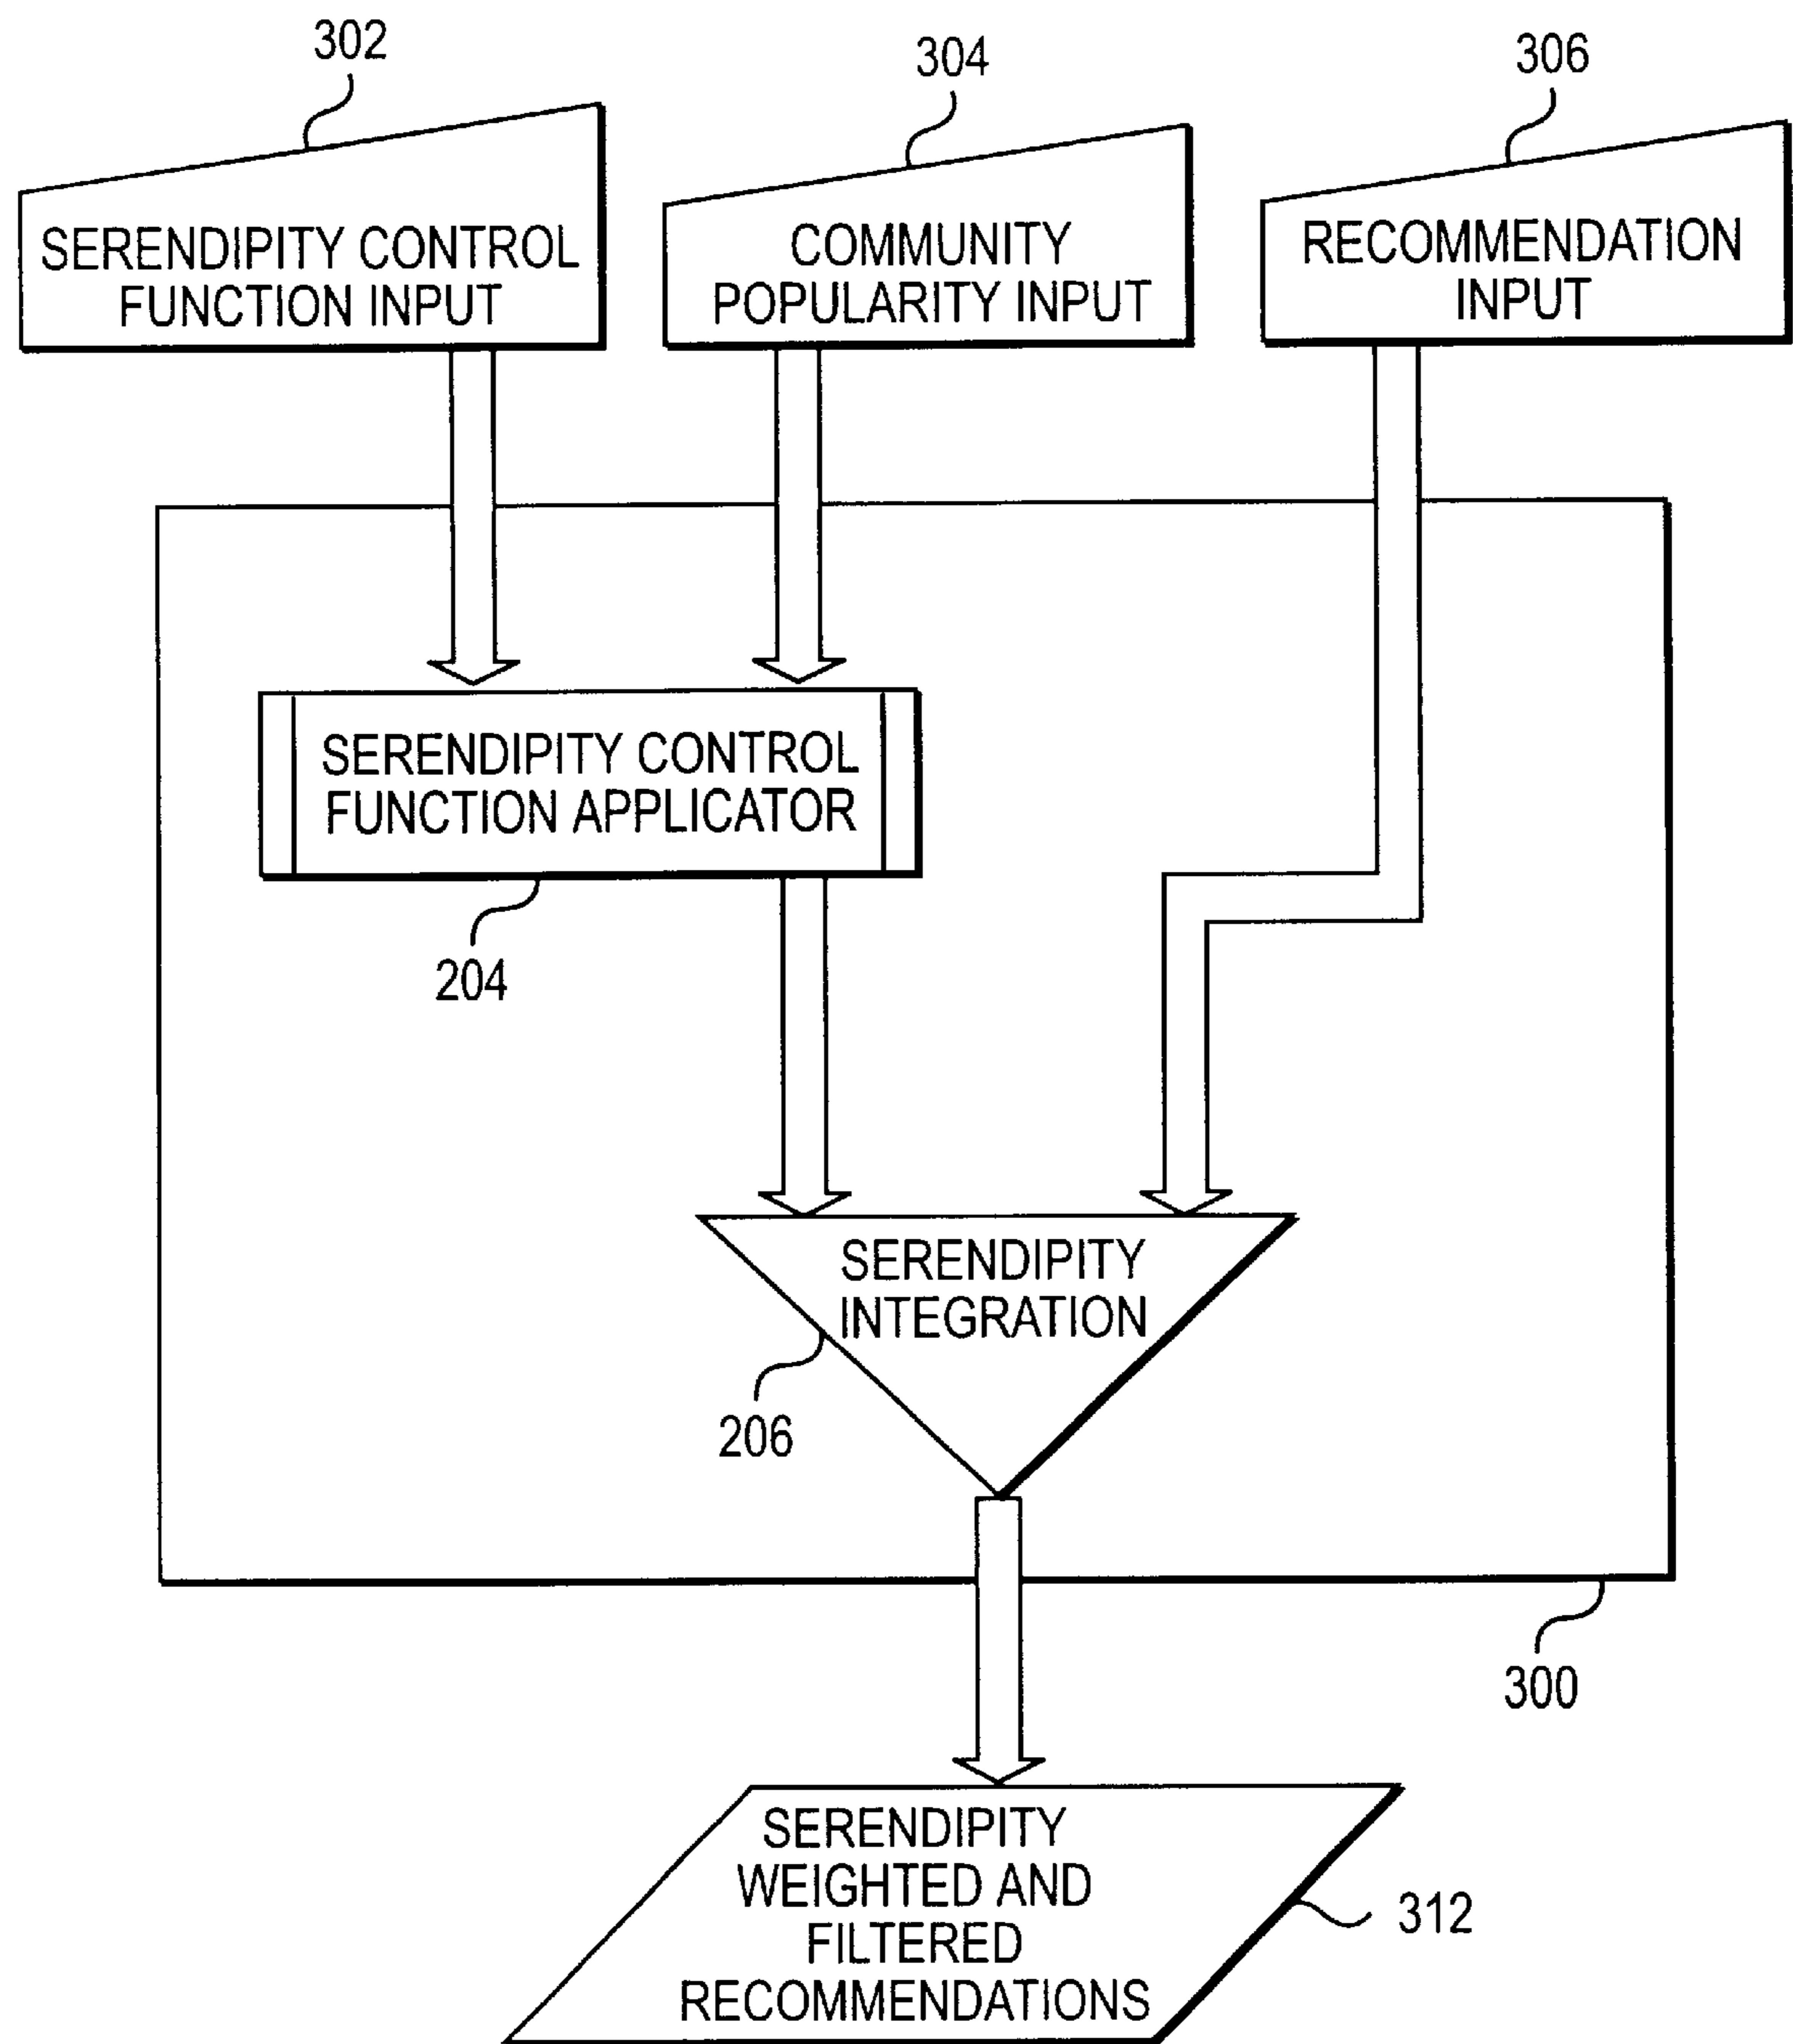 302
304
306
SERENDIPITY CONTROL
FUNCTION INPUT
COMMUNITY
POPULARITY INPUT
RECOMMENDATION
INPUT
SERENDIPITY CONTROL
FUNCTION APPLICATOR
204
SERENDIPITY
INTEGRATION
206
300
SERENDIPITY
WEIGHTED AND
FILTERED
RECOMMENDATIONS
312